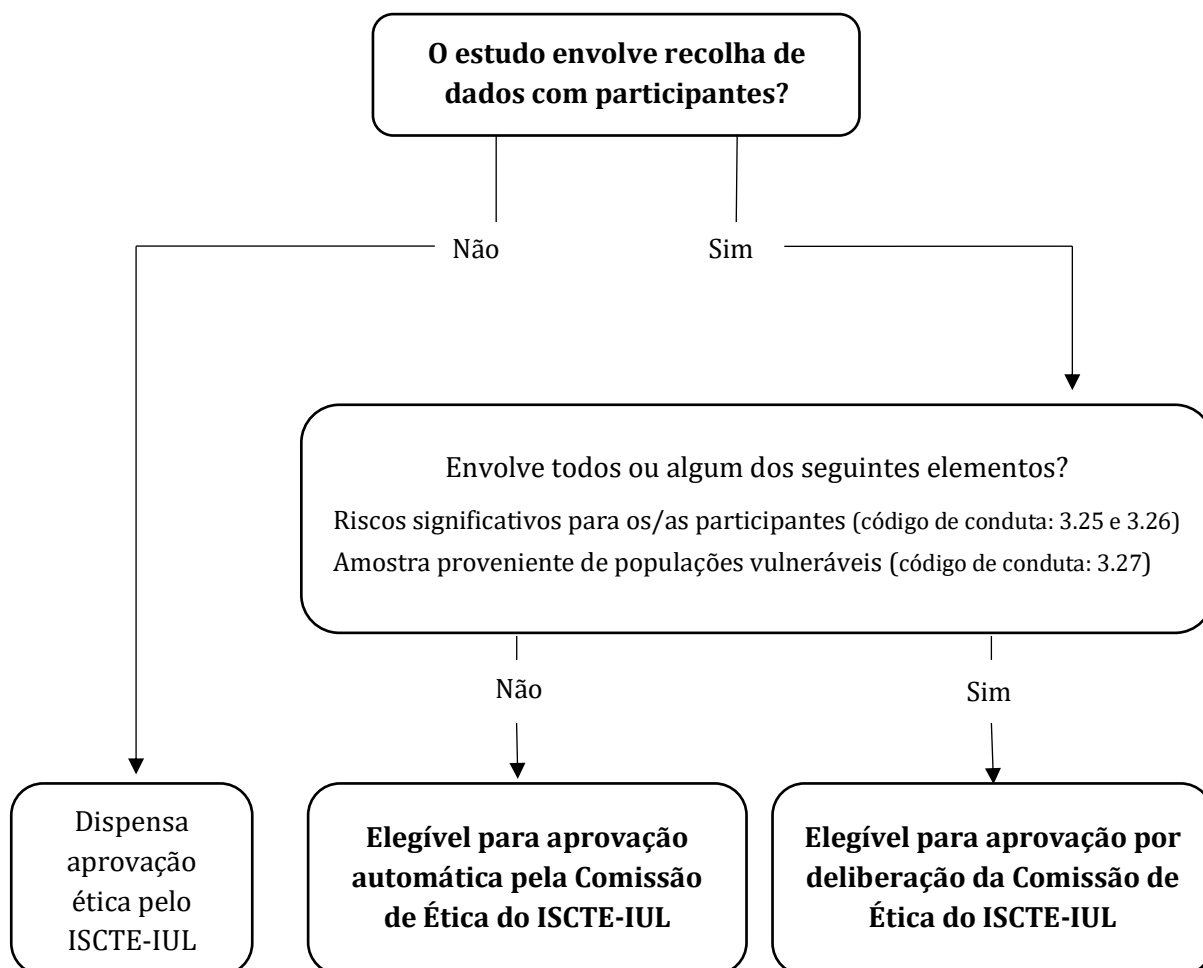 O estudo envolve recolha de
dados com participantes?
Não
Sim
Envolve todos ou algum dos seguintes elementos?
Riscos significativos para os/as participantes (código de conduta: 3.25 e 3.26)
Amostra proveniente de populações vulneráveis (código de conduta: 3.27)
Não
Sim
Dispensa
aprovação
ética pelo
ISCTE-IUL
Elegível para aprovação
automática pela Comissão
de Ética do ISCTE-IUL
Elegível para aprovação por
deliberação da Comissão de
Ética do ISCTE-IUL